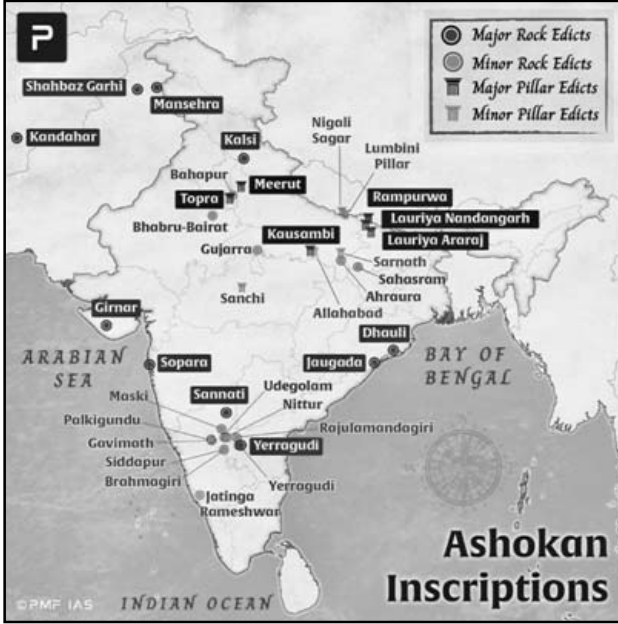 P
Major Rock Edicts
Minor Rock Edicts
Major Pillar Edicts
Minor Pillar Edicts
Shahbaz Garhi
Mansehra
Kandahar
Kalsi
Nigali
Sagar
Lumbini
Pillar
Bahapur
Meerut
Topra
Rampurwa
Bhabru-Bairat
Lauriya Nandangarh
Kausambi
Lauriya Araraj
Gujarra
Sarnath
Sahasram
Ahraura
Sanchi
Allahabad
Girnar
Dhauli
ARABIAN
SEA
Sopara
Jaugada
BAY OF
BENGAL
Udegolam
Maski
Sannati
Nittur
Palkigundu
Rajulamandagiri
Gavimath
Yerragudi
Siddapur
Brahmagiri
Yerragudi
Jatinga
Rameshwar
Ashokan
Inscriptions
©PMF IAS
INDIAN OCEAN